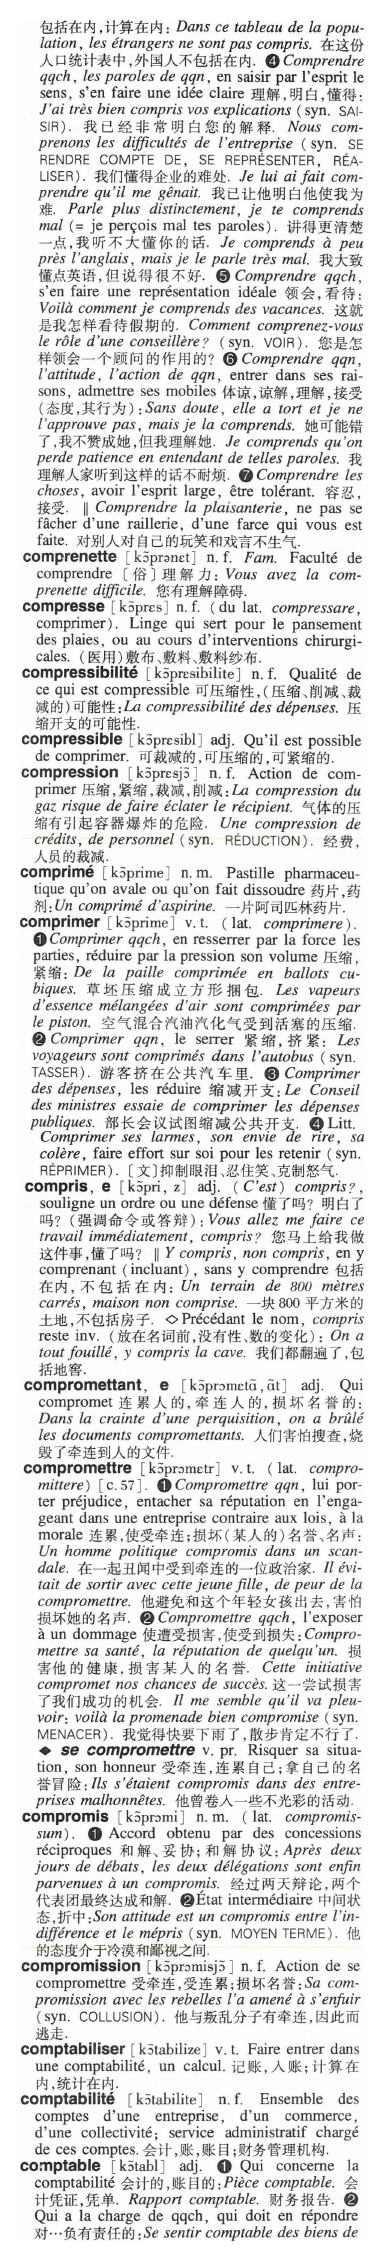 包括在内,计算在内: Dans ce tableau de la popu-
lation, les étrangers ne sont pas compris. 在这份
人口统计表中,外国人不包括在内. ❹ Comprendre
qqch, les paroles de qqn, en saisir par l'esprit le
sens, s'en faire une idée claire 理解,明白,懂得:
J'ai très bien compris vos explications (syn. SAI-
SIR). 我已经非常明白您的解释. Nous com-
prenons les difficultés de l'entreprise (syn. SE
RENDRE COMPTE DE, SE REPRÉSENTER, RÉA-
LISER). 我们懂得企业的难处. Je lui ai fait com-
prendre qu'il me gênait. 我已让他明白他使我为
难. Parle plus distinctement, je te comprends
mal (= je perçois mal tes paroles). 讲得更清楚
一点,我听不大懂你的话. Je comprends à peu
près l'anglais, mais je le parle très mal. 我大致
懂点英语,但说得很不好. ❺ Comprendre qqch,
s'en faire une représentation idéale 领会,看待:
Voilà comment je comprends les vacances. 这就
是我怎样看待假期的. Comment comprenez-vous
le rôle d'une conseillère? (syn. VOIR). 您是怎
样领会一个顾问的作用的? ❻ Comprendre qqn,
l'attitude, l'action de qqn, entrer dans ses rai-
sons, admettre ses mobiles 体谅,谅解,理解,接受
(态度,其行为): Sans doute, elle a tort et je ne
l'approuve pas, mais je la comprends. 她可能错
了,我不赞成她,但我理解她. Je comprends qu'on
perde patience en entendant de telles paroles. 我
理解人家听到这样的话不耐烦. ❼ Comprendre les
choses, avoir l'esprit large, être tolérant. 容忍,
接受. ‖ Comprendre la plaisanterie, ne pas se
fâcher d'une raillerie, d'une farce qui vous est
faite. 对别人对自己的玩笑和戏言不生气.
comprenette [kɔ̃prənɛt] n. f. Fam. Faculté de
comprendre [俗]理解力: Vous avez la com-
prenette difficile. 您有理解障碍.
compresse [kɔ̃prɛs] n. f. (du lat. compressare,
comprimer). Linge qui sert pour le pansement
des plaies, ou au cours d'interventions chirurgi-
cales. (医用)敷布、敷料、敷料纱布.
compressibilité [kɔ̃presibilite] n. f. Qualité de
ce qui est compressible 可压缩性,(压缩、削减、裁
减的)可能性: La compressibilité des dépenses. 压
缩开支的可能性.
compressible [kɔ̃presibl] adj. Qu'il est possible
de comprimer. 可裁减的,可压缩的,可紧缩的.
compression [kɔ̃presjɔ̃] n. f. Action de com-
primer 压缩,紧缩,裁减,削减: La compression du
gaz risque de faire éclater le récipient. 气体的压
缩有引起容器爆炸的危险. Une compression de
crédits, de personnel (syn. RÉDUCTION). 经费,
人员的裁减.
comprimé [kɔ̃prime] n. m. Pastille pharmaceu-
tique qu'on avale ou qu'on fait dissoudre 药片,药
剂: Un comprimé d'aspirine. 一片阿司匹林药片.
comprimer [kɔ̃prime] v. t. (lat. comprimere).
❶ Comprimer qqch, en resserrer par la force les
parties, réduire par la pression son volume 压缩,
紧缩: De la paille comprimée en ballots cu-
biques. 草坯压缩成立方形捆包. Les vapeurs
d'essence mélangées d'air sont comprimées par
le piston. 空气混合汽油汽化气受到活塞的压缩.
❷ Comprimer qqn, le serrer 紧缩,挤紧: Les
voyageurs sont comprimés dans l'autobus (syn.
TASSER). 游客挤在公共汽车里. ❸ Comprimer
des dépenses, les réduire 缩减开支: Le Conseil
des ministres essaie de comprimer les dépenses
publiques. 部长会议试图缩减公共开支. ❹ Litt.
Comprimer ses larmes, son envie de rire, sa
colère, faire effort sur soi pour les retenir (syn.
RÉPRIMER). [文]抑制眼泪、忍住笑、克制怒气.
compris, e [kɔ̃pri, z] adj. (C'est) compris?,
souligne un ordre ou une défense 懂了吗? 明白了
吗? (强调命令或答辩): Vous allez me faire ce
travail immédiatement, compris? 您马上给我做
这件事,懂了吗? ‖ Y compris, non compris, en y
comprenant (incluant), sans y comprendre 包括
在内,不包括在内: Un terrain de 800 mètres
carrés, maison non comprise. 一块 800 平方米的
土地,不包括房子. ◇ Précédant le nom, compris
reste inv. (放在名词前,没有性、数的变化): On a
tout fouillé, y compris la cave. 我们都翻遍了,包
括地窖.
compromettant, e [kɔ̃prɔmetɑ̃, ɑ̃t] adj. Qui
compromet 连累人的,牵连人的,损坏名誉的:
Dans la crainte d'une perquisition, on a brûlé
les documents compromettants. 人们害怕搜查,烧
毁了牵连到人的文件.
compromettre [kɔ̃prɔmɛtr] v. t. (lat. compro-
mittere) [c. 57]. ❶ Compromettre qqn, lui por-
ter préjudice, entacher sa réputation en l'enga-
geant dans une entreprise contraire aux lois, à la
morale 连累,使受牵连;损坏(某人的)名誉、名声:
Un homme politique compromis dans un scan-
dale. 在一起丑闻中受到牵连的一位政治家. Il évi-
tait de sortir avec cette jeune fille, de peur de la
compromettre. 他避免和这个年轻女孩出去,害怕
损坏她的名声. ❷ Compromettre qqch, l'exposer
à un dommage 使遭受损害,使受到损失: Compro-
mettre sa santé, la réputation de quelqu'un. 损
害他的健康,损害某人的名誉. Cette initiative
compromet nos chances de succès. 这一尝试损害
了我们成功的机会. Il me semble qu'il va pleu-
voir: voilà la promenade bien compromise (syn.
MENACER). 我觉得快要下雨了,散步肯定不行了.
◆ se compromettre v. pr. Risquer sa situa-
tion, son honneur 受牵连,连累自己;拿自己的名
誉冒险: Ils s'étaient compromis dans des entre-
prises malhonnêtes. 他曾卷入一些不光彩的活动.
compromis [kɔ̃prɔmi] n. m. (lat. compromis-
sum). ❶ Accord obtenu par des concessions
réciproques 和解、妥协;和解协议: Après deux
jours de débats, les deux délégations sont enfin
parvenues à un compromis. 经过两天辩论,两个
代表团最终达成和解. ❷ État intermédiaire 中间状
态,折中: Son attitude est un compromis entre l'in-
différence et le mépris (syn. MOYEN TERME). 他
的态度介于冷漠和鄙视之间.
compromission [kɔ̃prɔmisjɔ̃] n. f. Action de se
compromettre 受牵连,受连累;损坏名誉: Sa com-
promission avec les rebelles l'a amené à s'enfuir
(syn. COLLUSION). 他与叛乱分子有牵连,因此而
逃走.
comptabiliser [kɔ̃tabilize] v. t. Faire entrer dans
une comptabilité, un calcul. 记账,入账;计算在
内,统计在内.
comptabilité [kɔ̃tabilite] n. f. Ensemble des
comptes d'une entreprise, d'un commerce,
d'une collectivité; service administratif chargé
de ces comptes. 会计,账,账目;财务管理机构.
comptable [kɔ̃tabl] adj. ❶ Qui concerne la
comptabilité 会计的,账目的: Pièce comptable. 会
计凭证,凭单. Rapport comptable. 财务报告. ❷
Qui a la charge de qqch, qui doit en répondre
对…负有责任的: Se sentir comptable des biens de